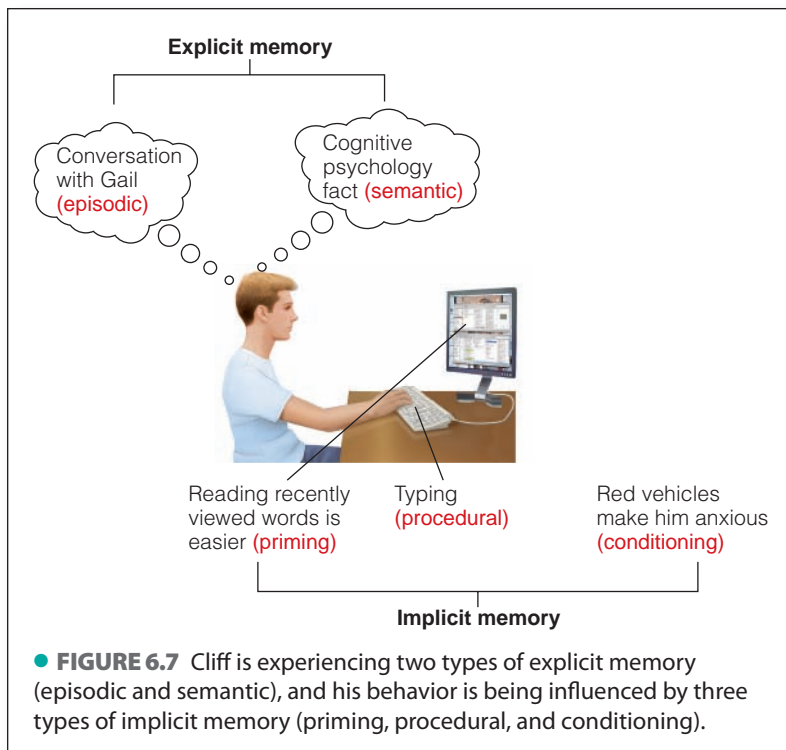 Explicit memory
Conversation
with Gail
(episodic)
Cognitive
psychology
fact (semantic)
Reading recently
viewed words is
easier (priming)
Typing
(procedural)
Red vehicles
make him anxious
(conditioning)
Implicit memory
● FIGURE 6.7 Cliff is experiencing two types of explicit memory
(episodic and semantic), and his behavior is being influenced by three
types of implicit memory (priming, procedural, and conditioning).